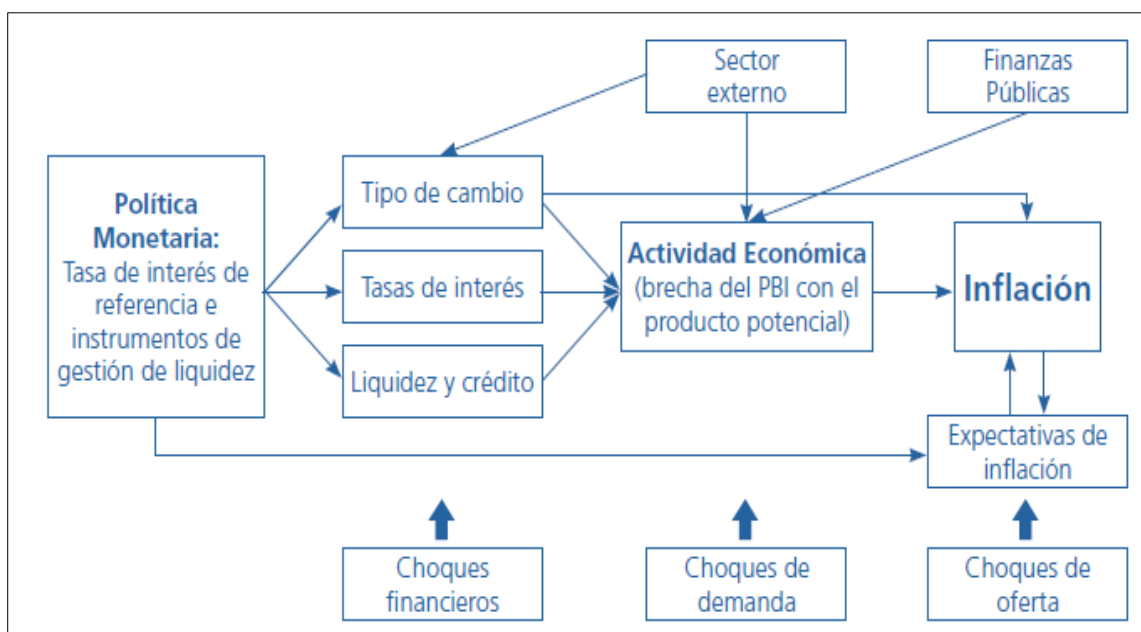 Sector
externo
Finanzas
Públicas
Política
Monetaria:
Tasa de interés de
referencia e
instrumentos de
gestión de liquidez
Tipo de cambio
Tasas de interés
Liquidez y crédito
Actividad Económica
(brecha del PBI con el
producto potencial)
Inflación
Expectativas de
inflación
Choques
financieros
Choques de
demanda
Choques de
oferta